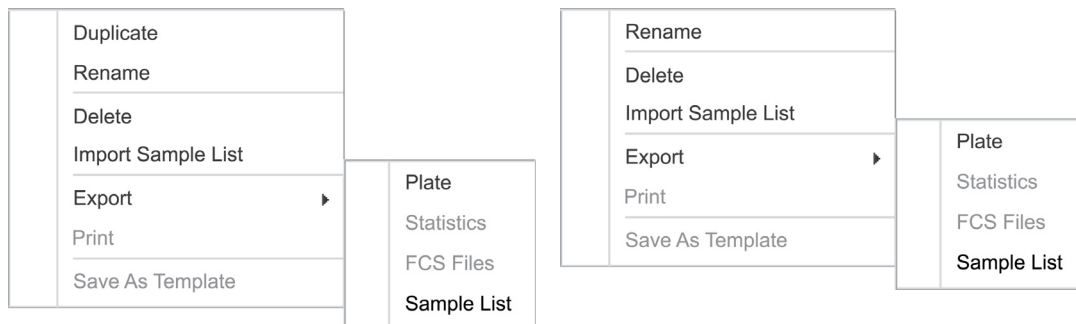 Duplicate
Rename
Delete
Import Sample List
Export
Print
Save As Template
Plate
Statistics
FCS Files
Sample List
Rename
Delete
Import Sample List
Export
Print
Save As Template
Plate
Statistics
FCS Files
Sample List